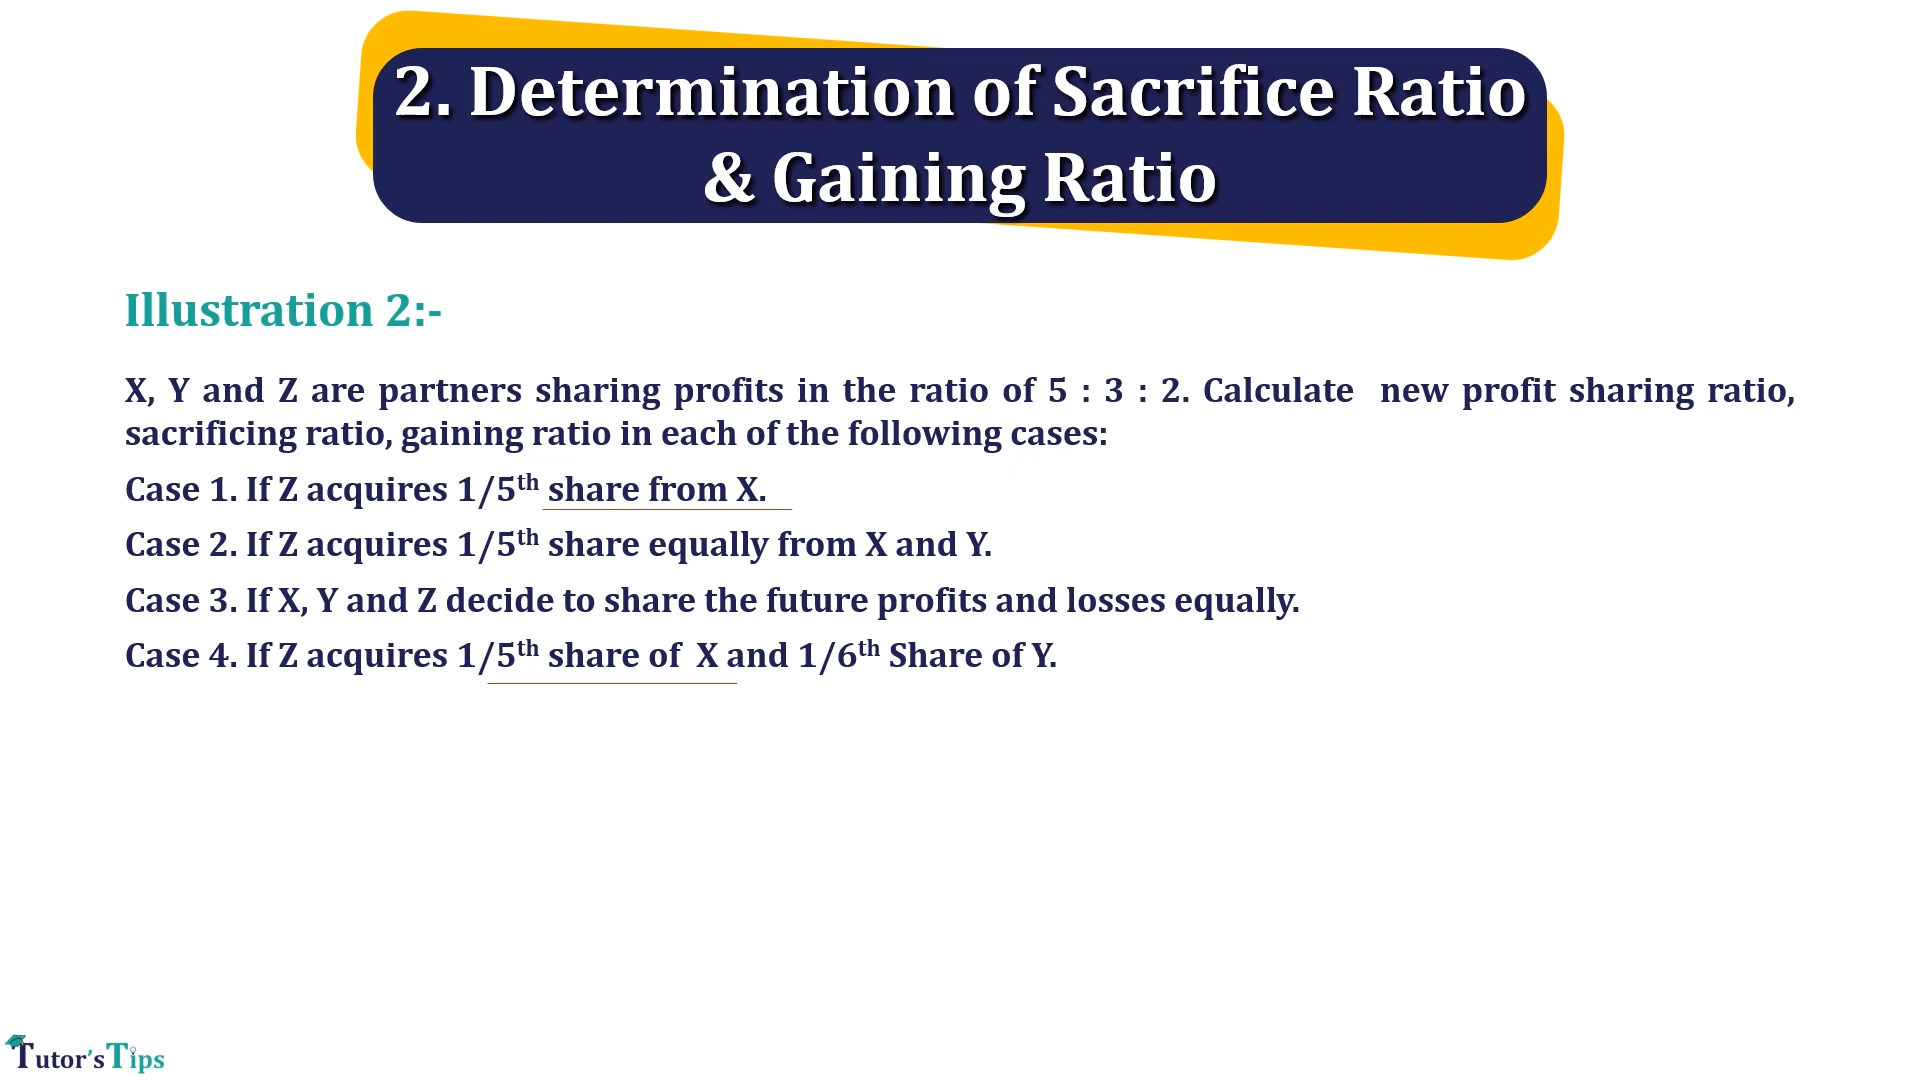 2. Determination of Sacrifice Ratio
& Gaining Ratio
Illustration 2:-
X, Y and Z are partners sharing profits in the ratio of 5 : 3 : 2. Calculate new profit sharing ratio,
sacrificing ratio, gaining ratio in each of the following cases:
Case 1. If Z acquires 1/5th share from X.
Case 2. If Z acquires 1/5th share equally from X and Y.
Case 3. If X, Y and Z decide to share the future profits and losses equally.
Case 4. If Z acquires 1/5th share of X and 1/6th Share of Y.
Tutor'sTips